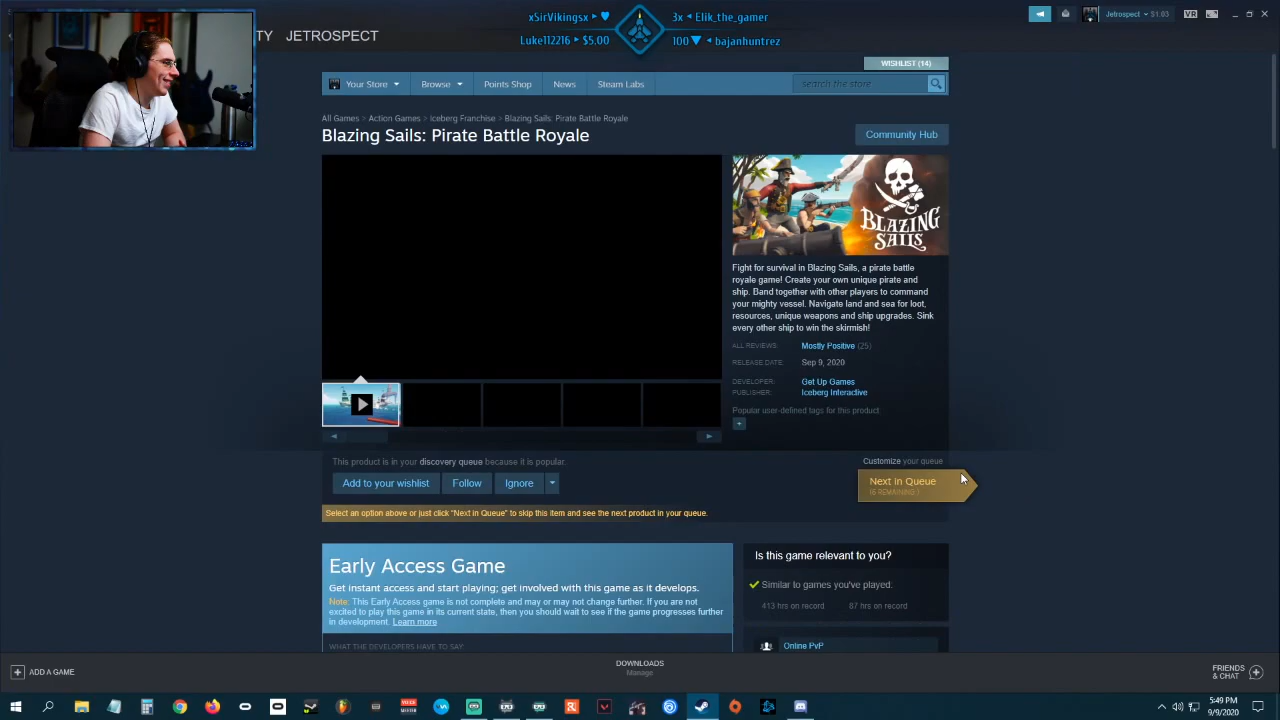 xSirVikingsx
3x
Elik_the_gamer
Luke112216
$5.00
100
bajanhuntrez
Jetrospect
$1.03
VR
TY
JETROSPECT
WISHLIST (14)
Your Store
Browse
Points Shop
News
Steam Labs
search the store
All Games > Action Games > Iceberg Franchise > Blazing Sails: Pirate Battle Royale
Blazing Sails: Pirate Battle Royale
Community Hub
BLAZING
SAILS
Fight for survival in Blazing Sails, a pirate battle
royale game! Create your own unique pirate and
ship. Band together with other players to command
your mighty vessel. Navigate land and sea for loot,
resources, unique weapons and ship upgrades. Sink
every other ship to win the skirmish!
ALL REVIEWS: Mostly Positive (25)
RELEASE DATE: Sep 9, 2020
DEVELOPER: Get Up Games
PUBLISHER: Iceberg Interactive
Popular user-defined tags for this product:
+
This product is in your discovery queue because it is popular.
Customize your queue
Add to your wishlist
Follow
Ignore
Next in Queue
(6 REMAINING )
Select an option above or just click "Next in Queue" to skip this item and see the next product in your queue.
Early Access Game
Get instant access and start playing; get involved with this game as it develops.
Note: This Early Access game is not complete and may or may not change further. If you are
not excited to play this game in its current state, then you should wait to see if the game progresses further
in development. Learn more
WHAT THE DEVELOPERS HAVE TO SAY:
Is this game relevant to you?
Similar to games you've played:
413 hrs on record
87 hrs on record
Online PvP
ADD A GAME
DOWNLOADS
Manage
FRIENDS
& CHAT
5:49 PM
9/9/2020